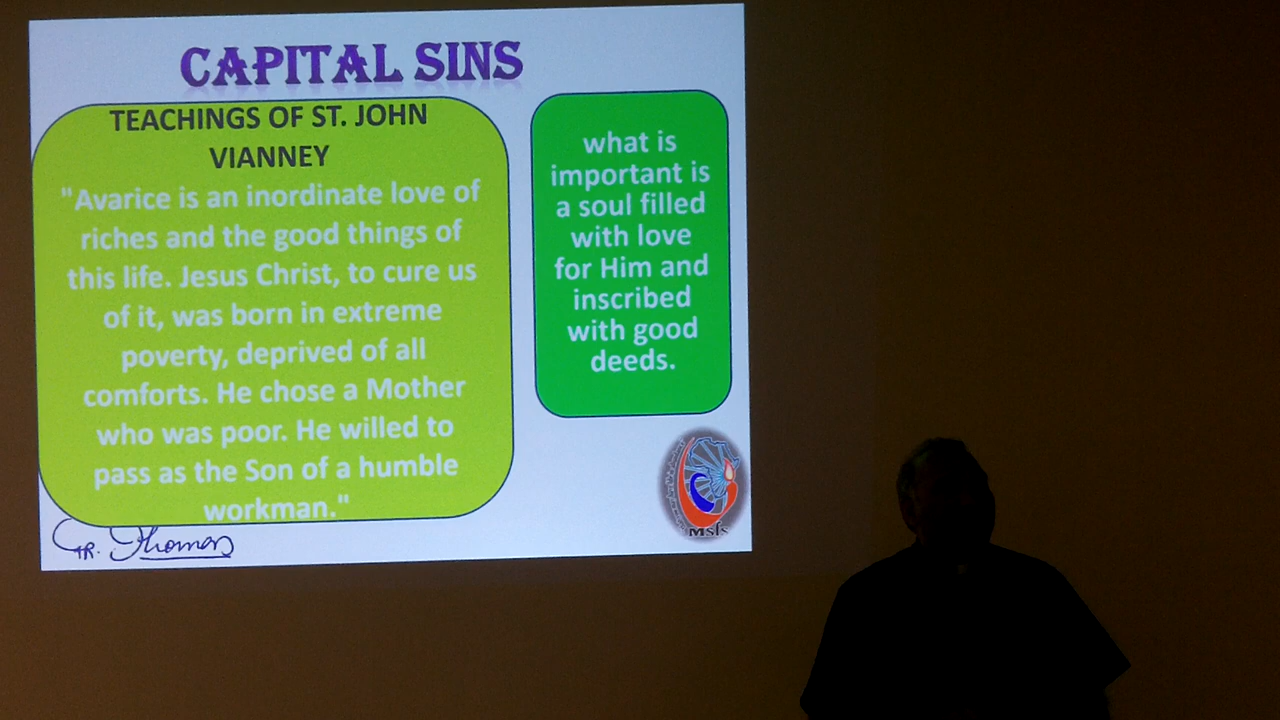 CAPITAL SINS
TEACHINGS OF ST. JOHN
VIANNEY
"Avarice is an inordinate love of
riches and the good things of
this life. Jesus Christ, to cure us
of it, was born in extreme
poverty, deprived of all
comforts. He chose a Mother
who was poor. He willed to
pass as the Son of a humble
workman."
what is
important is
a soul filled
with love
for Him and
inscribed
with good
deeds.
FR. Thomas
Msfs